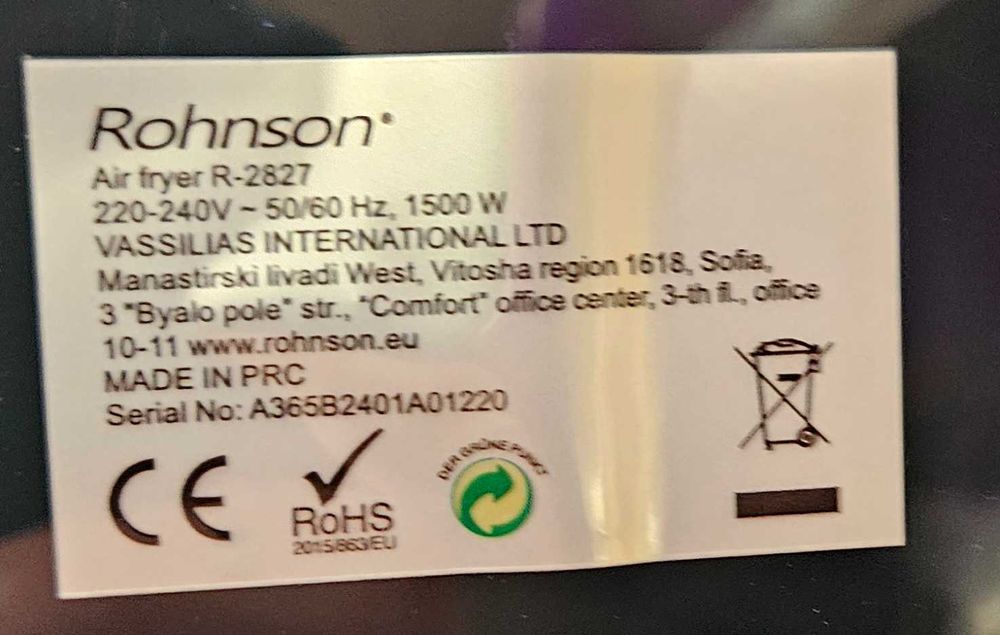 Rohnson®
Air fryer R-2827
220-240V ~ 50/60 Hz, 1500 W
VASSILIAS INTERNATIONAL LTD
Manastirski livadi West, Vitosha region 1618, Sofia,
3 "Byalo pole" str., "Comfort" office center, 3-th fl., office
10-11 www.rohnson.eu
MADE IN PRC
Serial No: A365B2401A01220
CE
RoHS
2015/863/EU
DER GRÜNE PUNKT